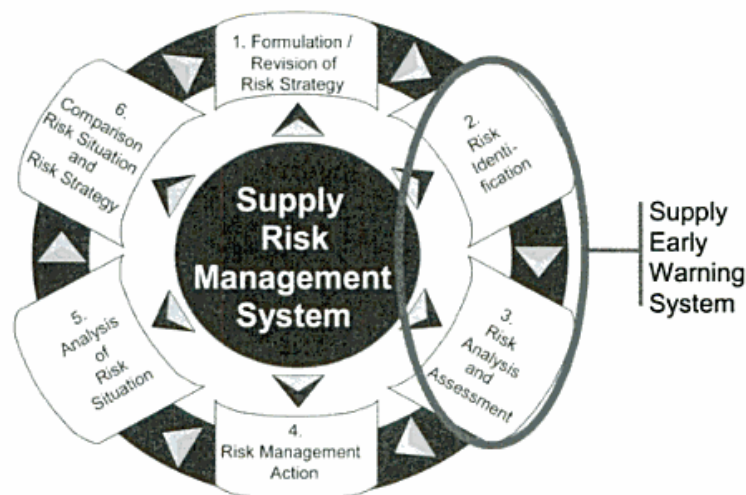 1. Formulation /
Revision of
Risk Strategy
2.
Risk
Identi-
fication
3.
Risk
Analysis
and
Assessment
4.
Risk Management
Action
5.
Analysis
of
Risk
Situation
6.
Comparison
Risk Situation
and
Risk Strategy
Supply
Risk
Management
System
Supply
Early
Warning
System